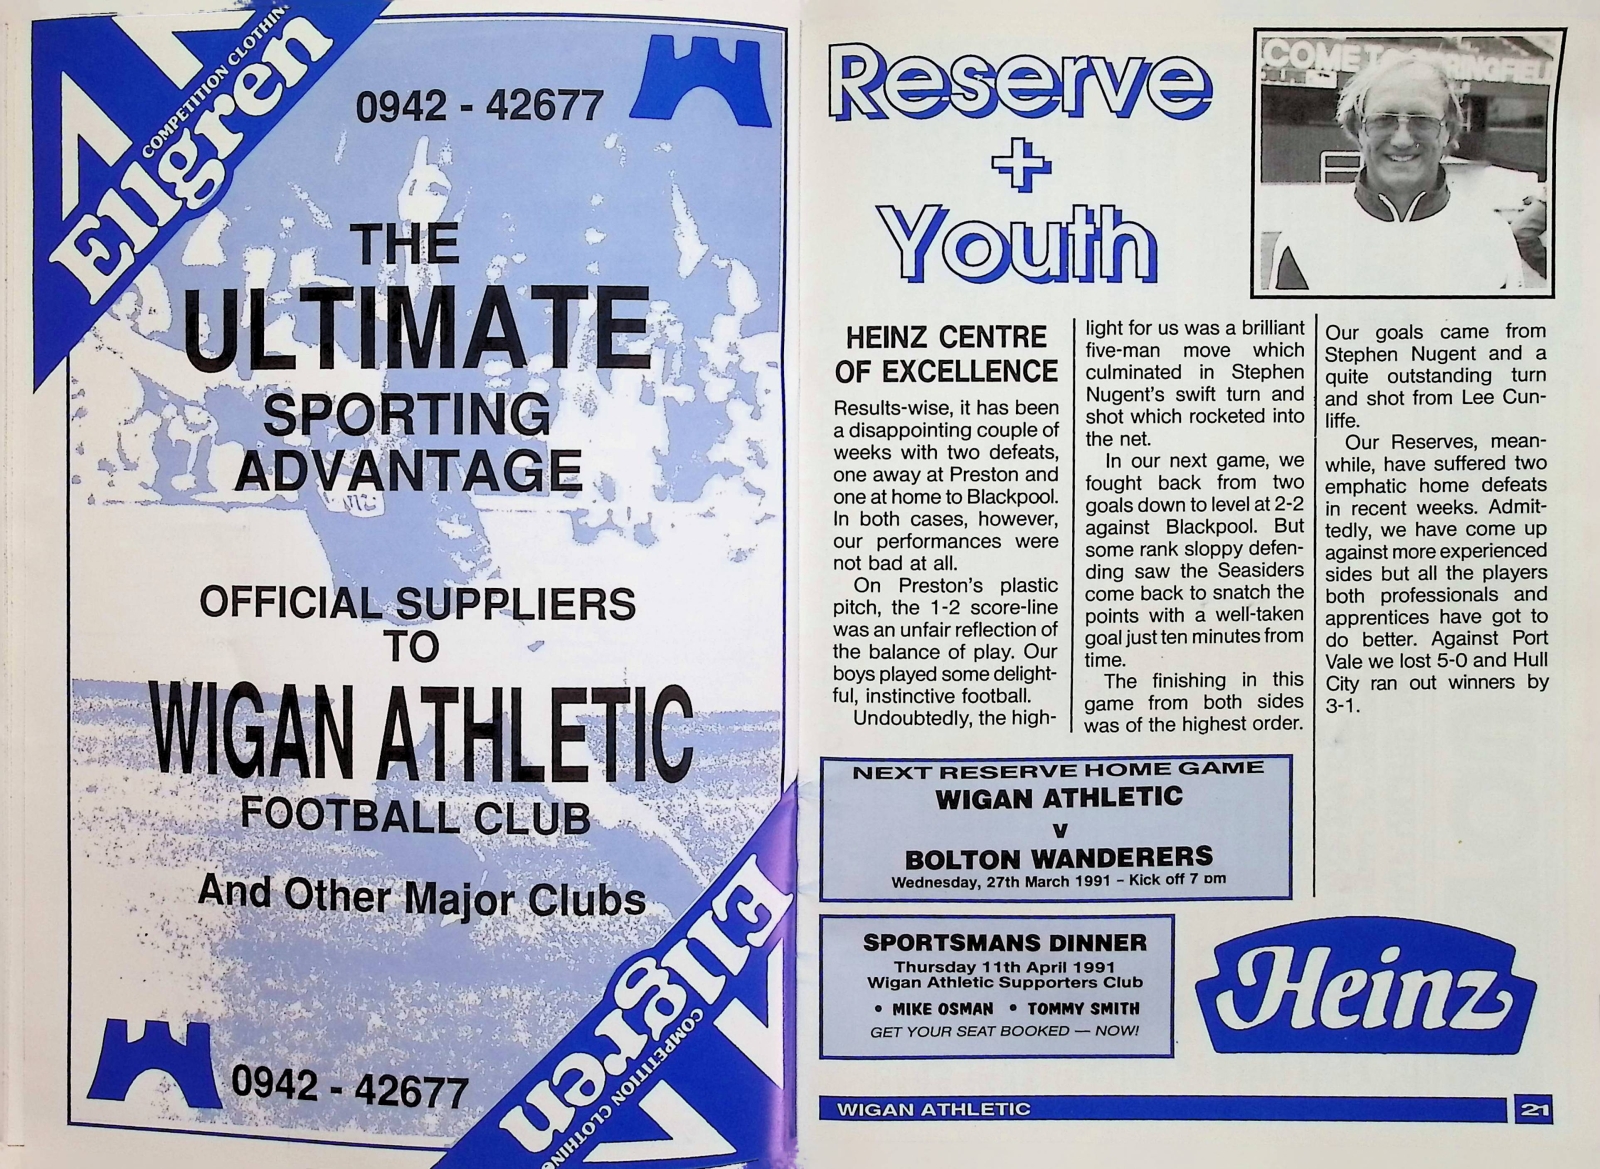 COMPETITION CLOTHING
Ellgren
0942 - 42677
THE
ULTIMATE
SPORTING
ADVANTAGE
OFFICIAL SUPPLIERS
TO
WIGAN ATHLETIC
FOOTBALL CLUB
And Other Major Clubs
0942 - 42677
Ellgren
COMPETITION CLOTHING
Reserve
+
Youth
COME TO SPRINGFIEL
HEINZ CENTRE
OF EXCELLENCE
Results-wise, it has been
a disappointing couple of
weeks with two defeats,
one away at Preston and
one at home to Blackpool.
In both cases, however,
our performances were
not bad at all.
On Preston's plastic
pitch, the 1-2 score-line
was an unfair reflection of
the balance of play. Our
boys played some delight-
ful, instinctive football.
Undoubtedly, the high-
light for us was a brilliant
five-man move which
culminated in Stephen
Nugent's swift turn and
shot which rocketed into
the net.
In our next game, we
fought back from two
goals down to level at 2-2
against Blackpool. But
some rank sloppy defen-
ding saw the Seasiders
come back to snatch the
points with a well-taken
goal just ten minutes from
time.
The finishing in this
game from both sides
was of the highest order.
Our goals came from
Stephen Nugent and a
quite outstanding turn
and shot from Lee Cun-
liffe.
Our Reserves, mean-
while, have suffered two
emphatic home defeats
in recent weeks. Admit-
tedly, we have come up
against more experienced
sides but all the players
both professionals and
apprentices have got to
do better. Against Port
Vale we lost 5-0 and Hull
City ran out winners by
3-1.
NEXT RESERVE HOME GAME
WIGAN ATHLETIC
v
BOLTON WANDERERS
Wednesday, 27th March 1991 – Kick off 7 pm
SPORTSMANS DINNER
Thursday 11th April 1991
Wigan Athletic Supporters Club
• MIKE OSMAN • TOMMY SMITH
GET YOUR SEAT BOOKED — NOW!
Heinz
WIGAN ATHLETIC
21